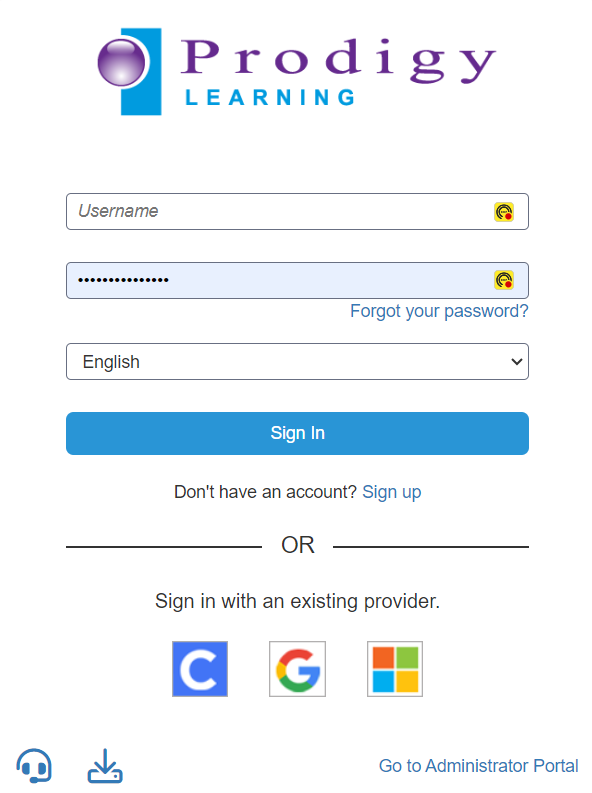 Prodigy
LEARNING
Username
•••••••••••••••
Forgot your password?
English
Sign In
Don't have an account? Sign up
OR
Sign in with an existing provider.
C G
Go to Administrator Portal